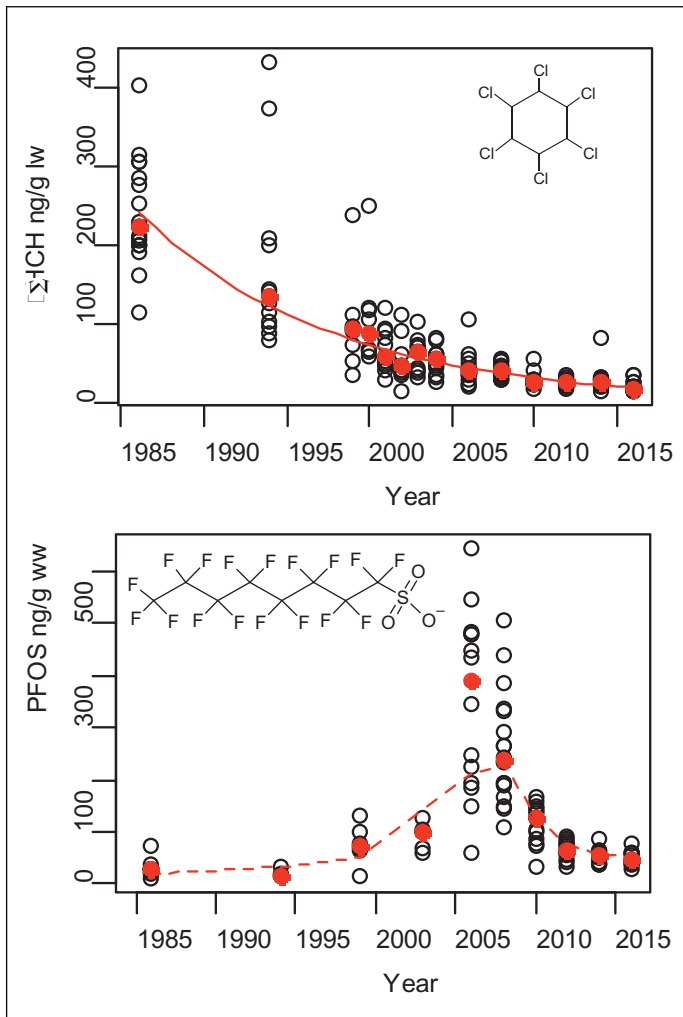 ΣHCH ng/g lw
400
300
200
100
0
Cl Cl
Cl Cl
Cl Cl
1985 1990 1995 2000 2005 2010 2015
Year
PFOS ng/g ww
500
300
100
0
F F F F F F F F
F O
S
F F F F F F F F O O−
1985 1990 1995 2000 2005 2010 2015
Year